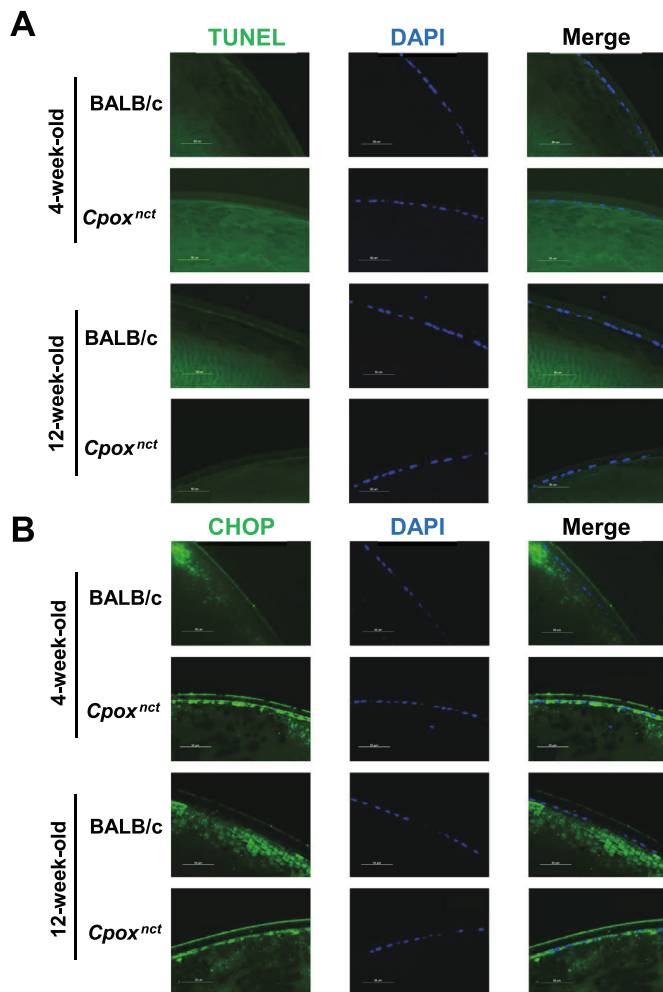 A
TUNEL DAPI Merge
4-week-old
BALB/c
Cpox nct
12-week-old
BALB/c
Cpox nct
B
CHOP DAPI Merge
4-week-old
BALB/c
Cpox nct
12-week-old
BALB/c
Cpox nct